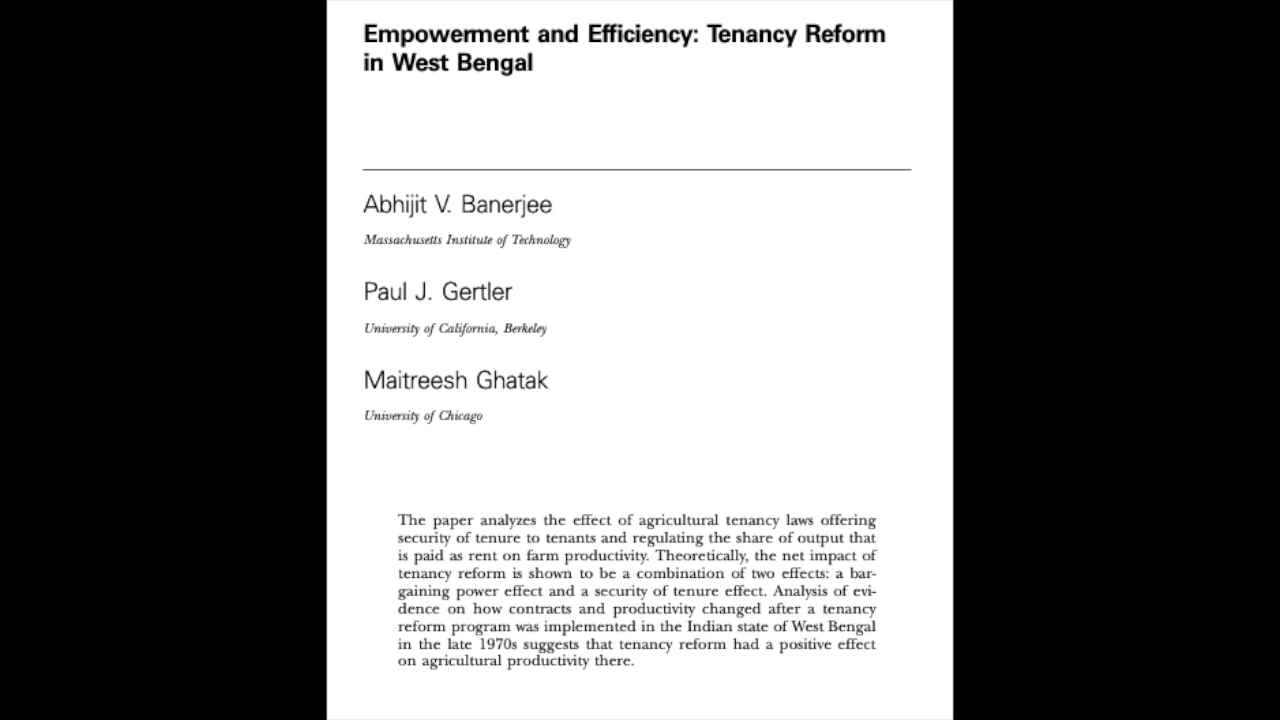 Empowerment and Efficiency: Tenancy Reform
in West Bengal
Abhijit V. Banerjee
Massachusetts Institute of Technology
Paul J. Gertler
University of California, Berkeley
Maitreesh Ghatak
University of Chicago
The paper analyzes the effect of agricultural tenancy laws offering
security of tenure to tenants and regulating the share of output that
is paid as rent on farm productivity. Theoretically, the net impact of
tenancy reform is shown to be a combination of two effects: a bar-
gaining power effect and a security of tenure effect. Analysis of evi-
dence on how contracts and productivity changed after a tenancy
reform program was implemented in the Indian state of West Bengal
in the late 1970s suggests that tenancy reform had a positive effect
on agricultural productivity there.